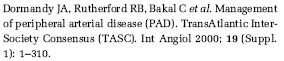 Dormandy JA, Rutherford RB, Bakal C et al. Management
of peripheral arterial disease (PAD). TransAtlantic Inter-
Society Consensus (TASC). Int Angiol 2000; 19 (Suppl.
1): 1–310.